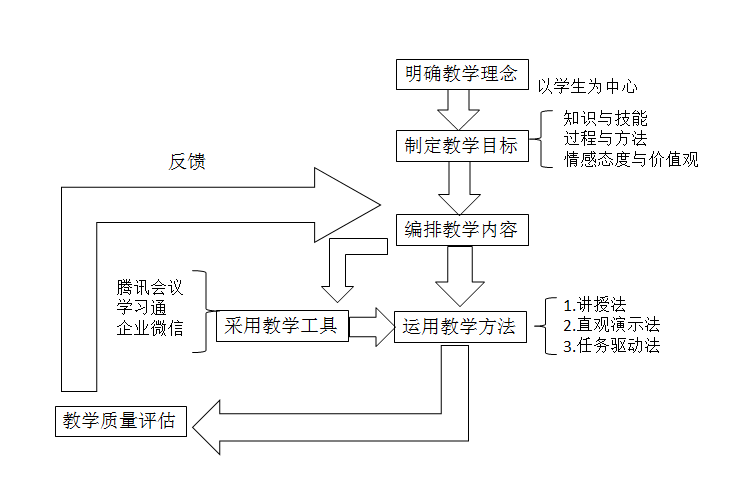 明确教学理念
以学生为中心
知识与技能
制定教学目标
过程与方法
情感态度与价值观
反馈
编排教学内容
腾讯会议
学习通
企业微信
采用教学工具
运用教学方法
1.讲授法
2.直观演示法
3.任务驱动法
教学质量评估